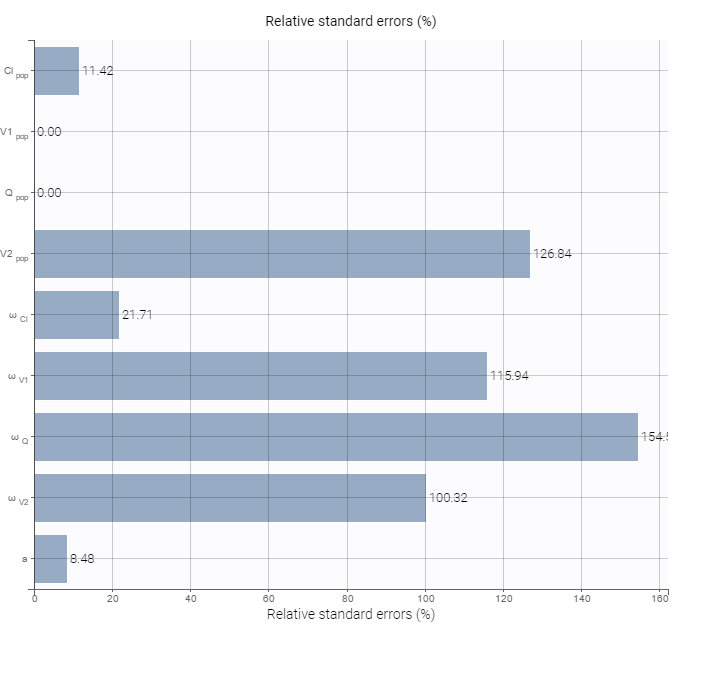 Relative standard errors (%)
Cl pop 11.42
V1 pop 0.00
Q pop 0.00
V2 pop 126.84
ω Cl 21.71
ω V1 115.94
ω Q 154.5
ω V2 100.32
a 8.48
0 20 40 60 80 100 120 140 160
Relative standard errors (%)